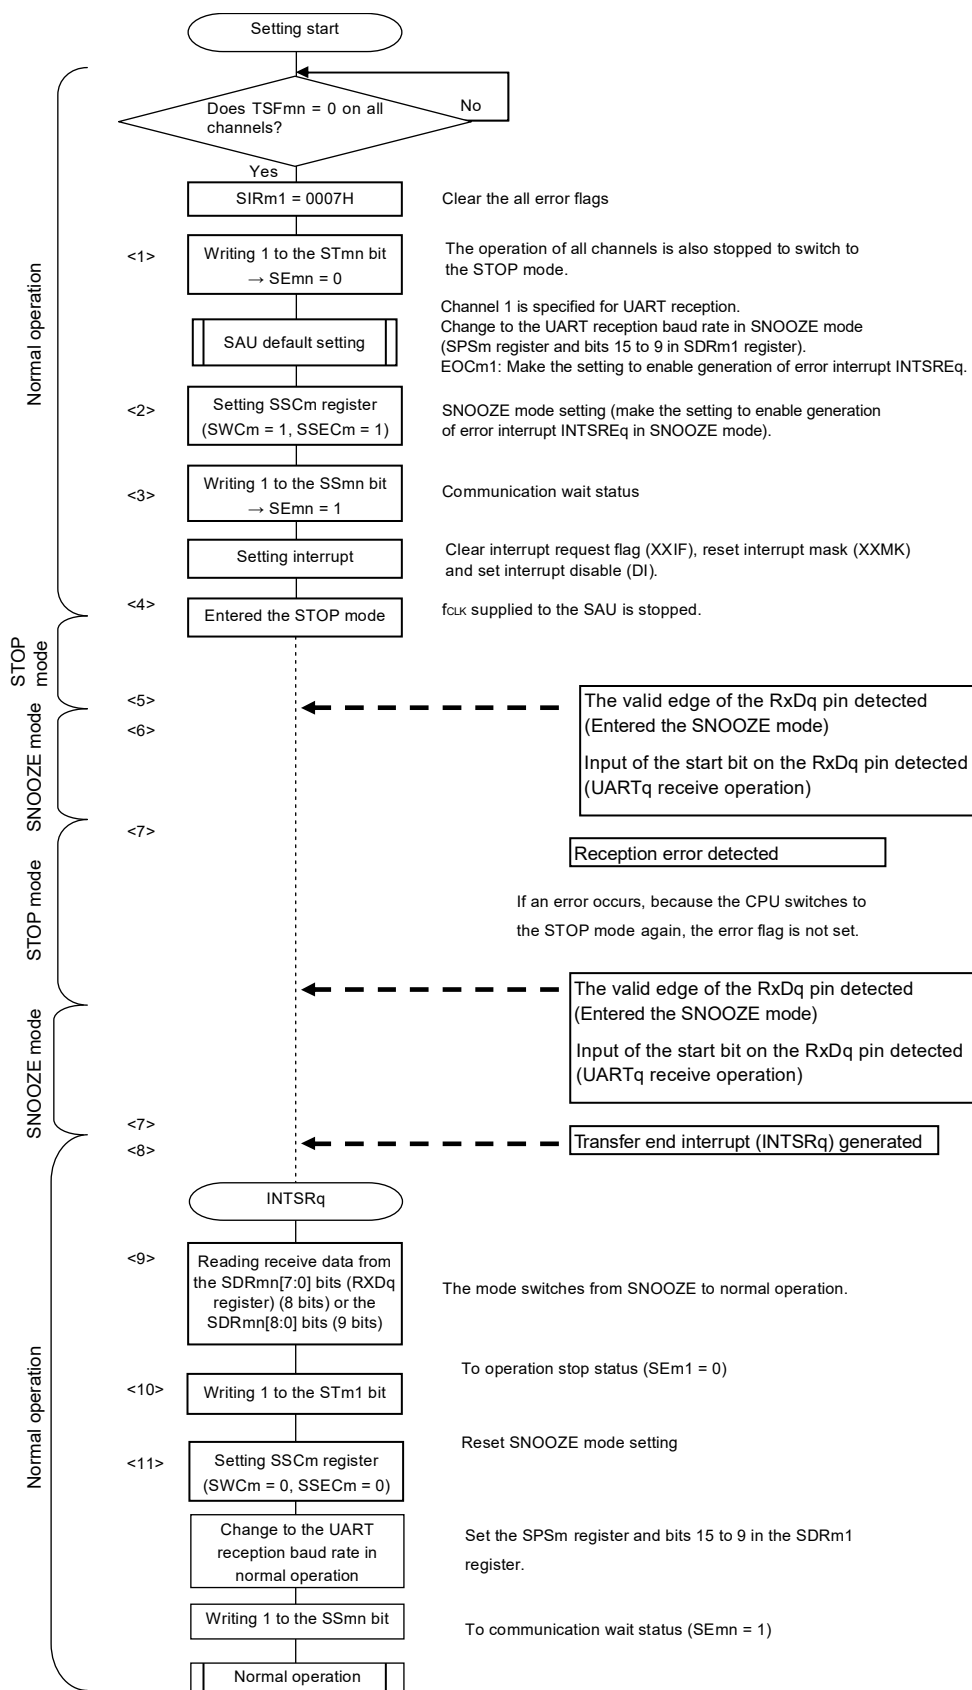 Setting start
Does TSFmn = 0 on all
channels?
No
Yes
SIRm1 = 0007H
Clear the all error flags
<1>
Writing 1 to the STmn bit
→ SEmn = 0
The operation of all channels is also stopped to switch to
the STOP mode.
SAU default setting
Channel 1 is specified for UART reception.
Change to the UART reception baud rate in SNOOZE mode
(SPSm register and bits 15 to 9 in SDRm1 register).
EOCm1: Make the setting to enable generation of error interrupt INTSREq.
<2>
Setting SSCm register
(SWCm = 1, SSECm = 1)
SNOOZE mode setting (make the setting to enable generation
of error interrupt INTSREq in SNOOZE mode).
<3>
Writing 1 to the SSmn bit
→ SEmn = 1
Communication wait status
Setting interrupt
Clear interrupt request flag (XXIF), reset interrupt mask (XXMK)
and set interrupt disable (DI).
<4>
Entered the STOP mode
fCLK supplied to the SAU is stopped.
Normal operation
STOP
mode
<5>
The valid edge of the RxDq pin detected
(Entered the SNOOZE mode)
<6>
Input of the start bit on the RxDq pin detected
(UARTq receive operation)
SNOOZE mode
<7>
Reception error detected
If an error occurs, because the CPU switches to
the STOP mode again, the error flag is not set.
STOP mode
The valid edge of the RxDq pin detected
(Entered the SNOOZE mode)
Input of the start bit on the RxDq pin detected
(UARTq receive operation)
SNOOZE mode
<7>
<8>
Transfer end interrupt (INTSRq) generated
INTSRq
<9>
Reading receive data from
the SDRmn[7:0] bits (RXDq
register) (8 bits) or the
SDRmn[8:0] bits (9 bits)
The mode switches from SNOOZE to normal operation.
<10>
Writing 1 to the STm1 bit
To operation stop status (SEm1 = 0)
<11>
Setting SSCm register
(SWCm = 0, SSECm = 0)
Reset SNOOZE mode setting
Normal operation
Change to the UART
reception baud rate in
normal operation
Set the SPSm register and bits 15 to 9 in the SDRm1
register.
Writing 1 to the SSmn bit
To communication wait status (SEmn = 1)
Normal operation